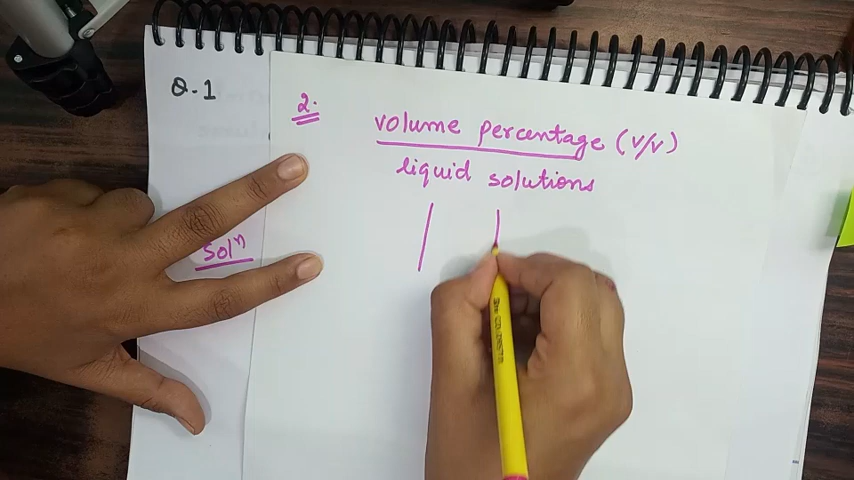 Q.1
2.
volume percentage (v/v)
liquid solutions
Solⁿ